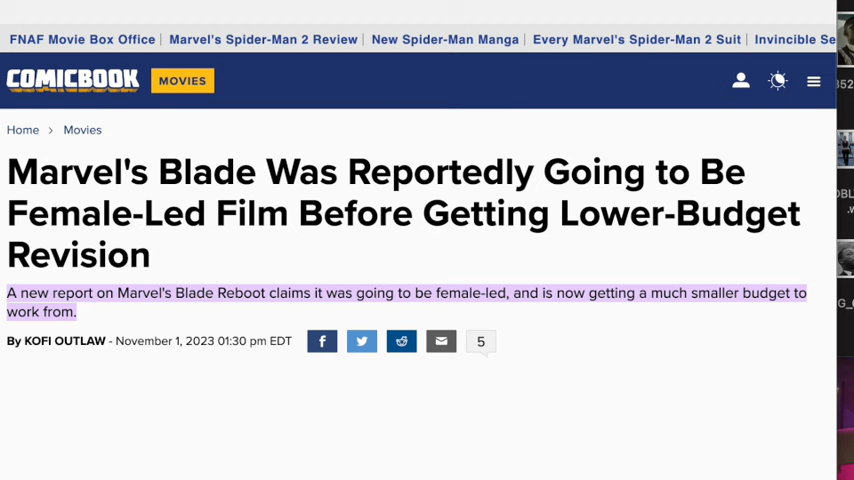 FNAF Movie Box Office | Marvel's Spider-Man 2 Review | New Spider-Man Manga | Every Marvel's Spider-Man 2 Suit | Invincible Se
COMICBOOK MOVIES
Home > Movies
Marvel's Blade Was Reportedly Going to Be
Female-Led Film Before Getting Lower-Budget
Revision
A new report on Marvel's Blade Reboot claims it was going to be female-led, and is now getting a much smaller budget to
work from.
By KOFI OUTLAW - November 1, 2023 01:30 pm EDT
5